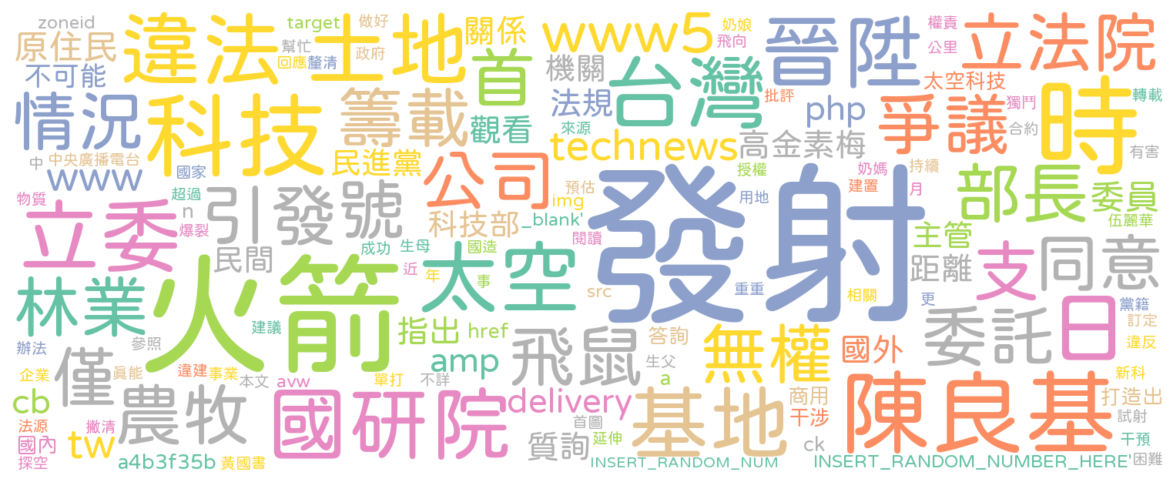 zoneid
target
做好
奶娘
權責
原住民
違法
土地
關係
www5
飛向
晉陞
公里
立法院
幫忙
政府
回應
釐清
首
機關
台灣
太空科技
不可能
情況
科技
籌載
法規
批評
php
爭議
獨鬥
轉載
時
觀看
來源
technews
高金素梅
合約
有害
中
中央廣播電台
民進黨
www
國家
公司
授權
奶媽
持續
部長
委員
物質
超過
n
引發
號
預估
img
發射
用地
建置
月
伍麗華
立委
爆裂
科技部
_blank'
閱讀
主管
支
同意
民間
成功
生母
國造
太空
近
年
事
距離
林業
火箭
src
重重
相關
更
日
黨籍
建議
指出
href
答詢
委託
訂定
違反
辦法
參照
amp
飛鼠
生父
無權
國外
企業
僅
真能
違建
事業
本文
avw
單打
不詳
a
商用
陳良基
新科
打造出
cb
農牧
國研院
delivery
基地
干涉
法源
撇清
首圖
試射
國內
tw
質詢
延伸
ck
干預
探空
a4b3f35b
黃國書
INSERT_RANDOM_NUM
INSERT_RANDOM_NUMBER_HERE'
困難